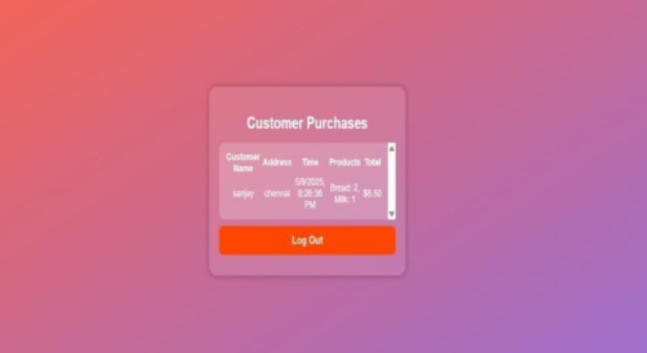 Customer Purchases
Customer Name Address Time Products Total
sanjay chennai 5/9/2025, 8:26:36 PM Bread: 2, Milk: 1 $6.50
Log Out